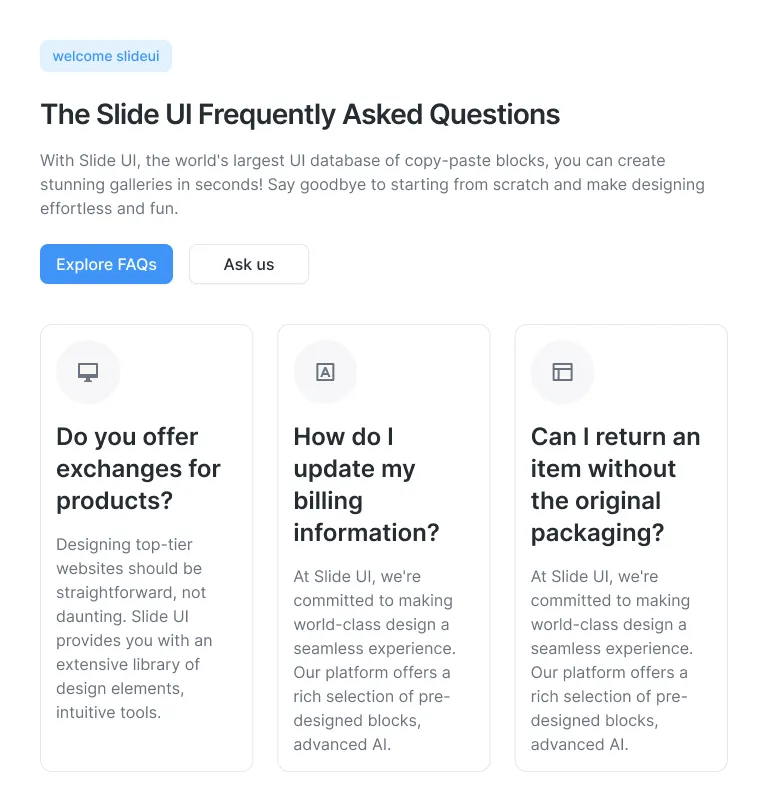 welcome slideui
The Slide UI Frequently Asked Questions
With Slide UI, the world's largest UI database of copy-paste blocks, you can create
stunning galleries in seconds! Say goodbye to starting from scratch and make designing
effortless and fun.
Explore FAQs
Ask us
Do you offer
exchanges for
products?
Designing top-tier
websites should be
straightforward, not
daunting. Slide UI
provides you with an
extensive library of
design elements,
intuitive tools.
A
How do I
update my
billing
information?
At Slide UI, we're
committed to making
world-class design a
seamless experience.
Our platform offers a
rich selection of pre-
designed blocks,
advanced AI.
Can I return an
item without
the original
packaging?
At Slide UI, we're
committed to making
world-class design a
seamless experience.
Our platform offers a
rich selection of pre-
designed blocks,
advanced AI.